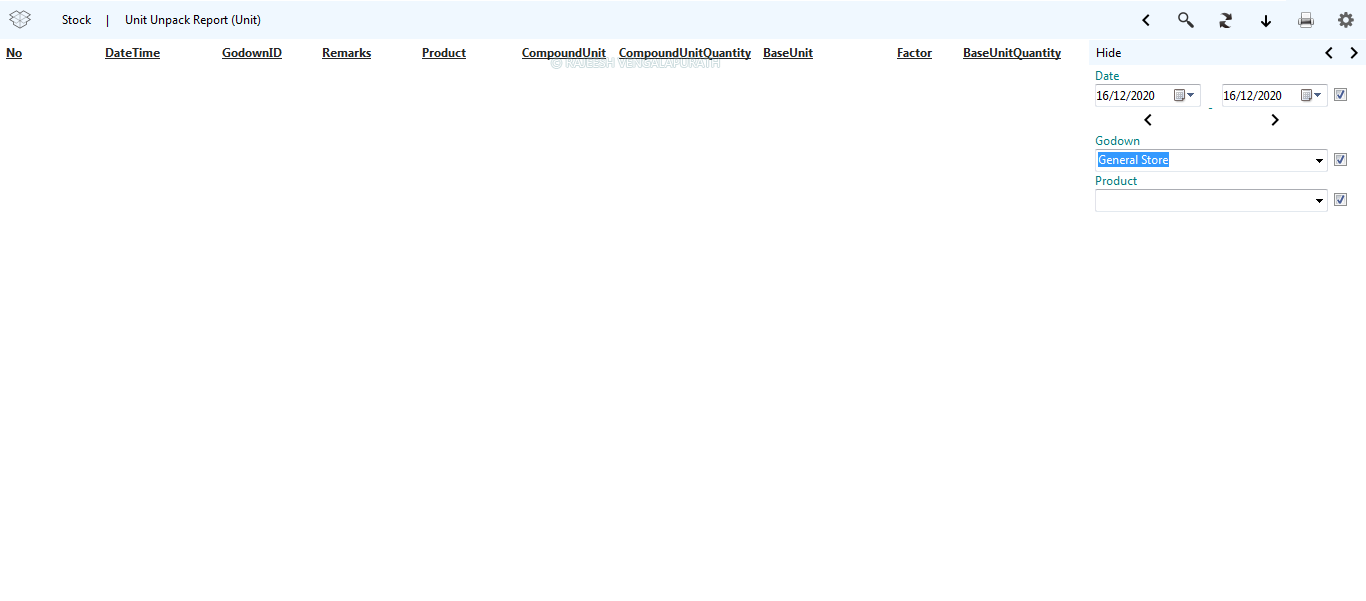 Stock | Unit Unpack Report (Unit)
No DateTime GodownID Remarks Product CompoundUnit CompoundUnitQuantity BaseUnit Factor BaseUnitQuantity Hide
© RAJEESH VENGALAPURATH
Date
16/12/2020 - 16/12/2020
Godown
General Store
Product